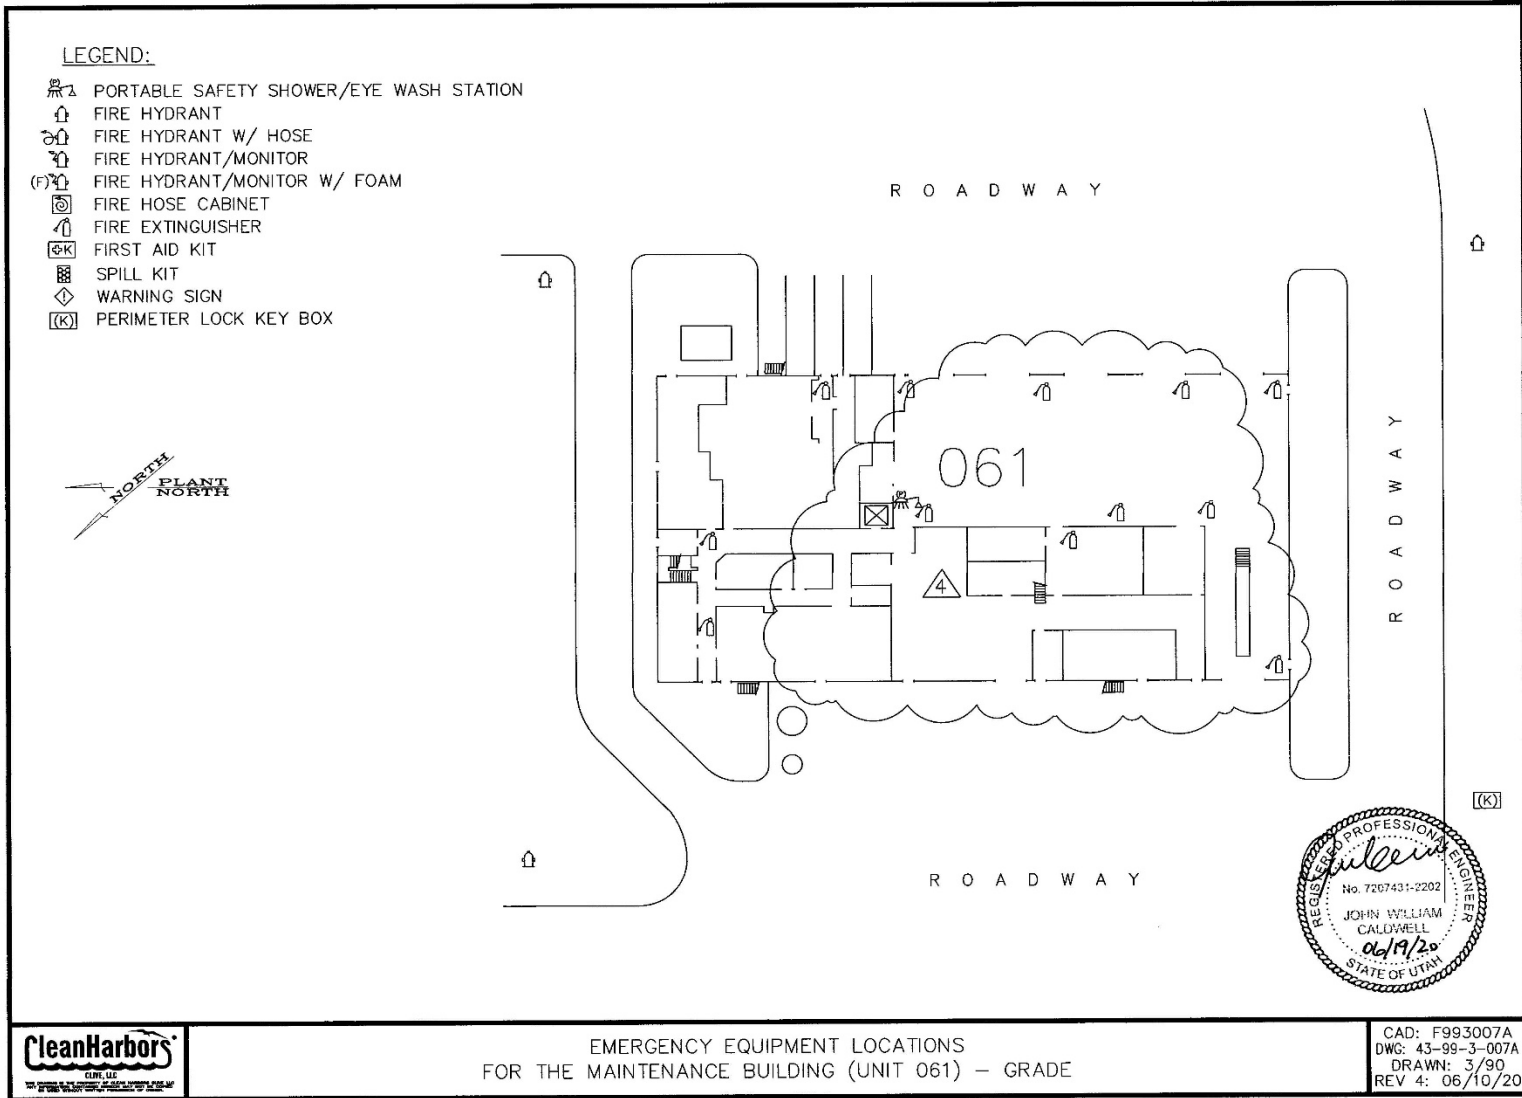 LEGEND:
(P) PORTABLE SAFETY SHOWER/EYE WASH STATION
FIRE HYDRANT
FIRE HYDRANT W/ HOSE
FIRE HYDRANT/MONITOR
(F) FIRE HYDRANT/MONITOR W/ FOAM
FIRE HOSE CABINET
FIRE EXTINGUISHER
K FIRST AID KIT
SPILL KIT
! WARNING SIGN
(K) PERIMETER LOCK KEY BOX
ROADWAY
NORTH
PLANT
NORTH
061
(P)
4
ROADWAY
(K)
ROADWAY
REGISTERED PROFESSIONAL ENGINEER
No. 7207431-2202
JOHN WILLIAM
CALDWELL
06/19/20
STATE OF UTAH
CleanHarbors
CLIVE, LLC
EMERGENCY EQUIPMENT LOCATIONS
FOR THE MAINTENANCE BUILDING (UNIT 061) – GRADE
CAD: F993007A
DWG: 43-99-3-007A
DRAWN: 3/90
REV 4: 06/10/20